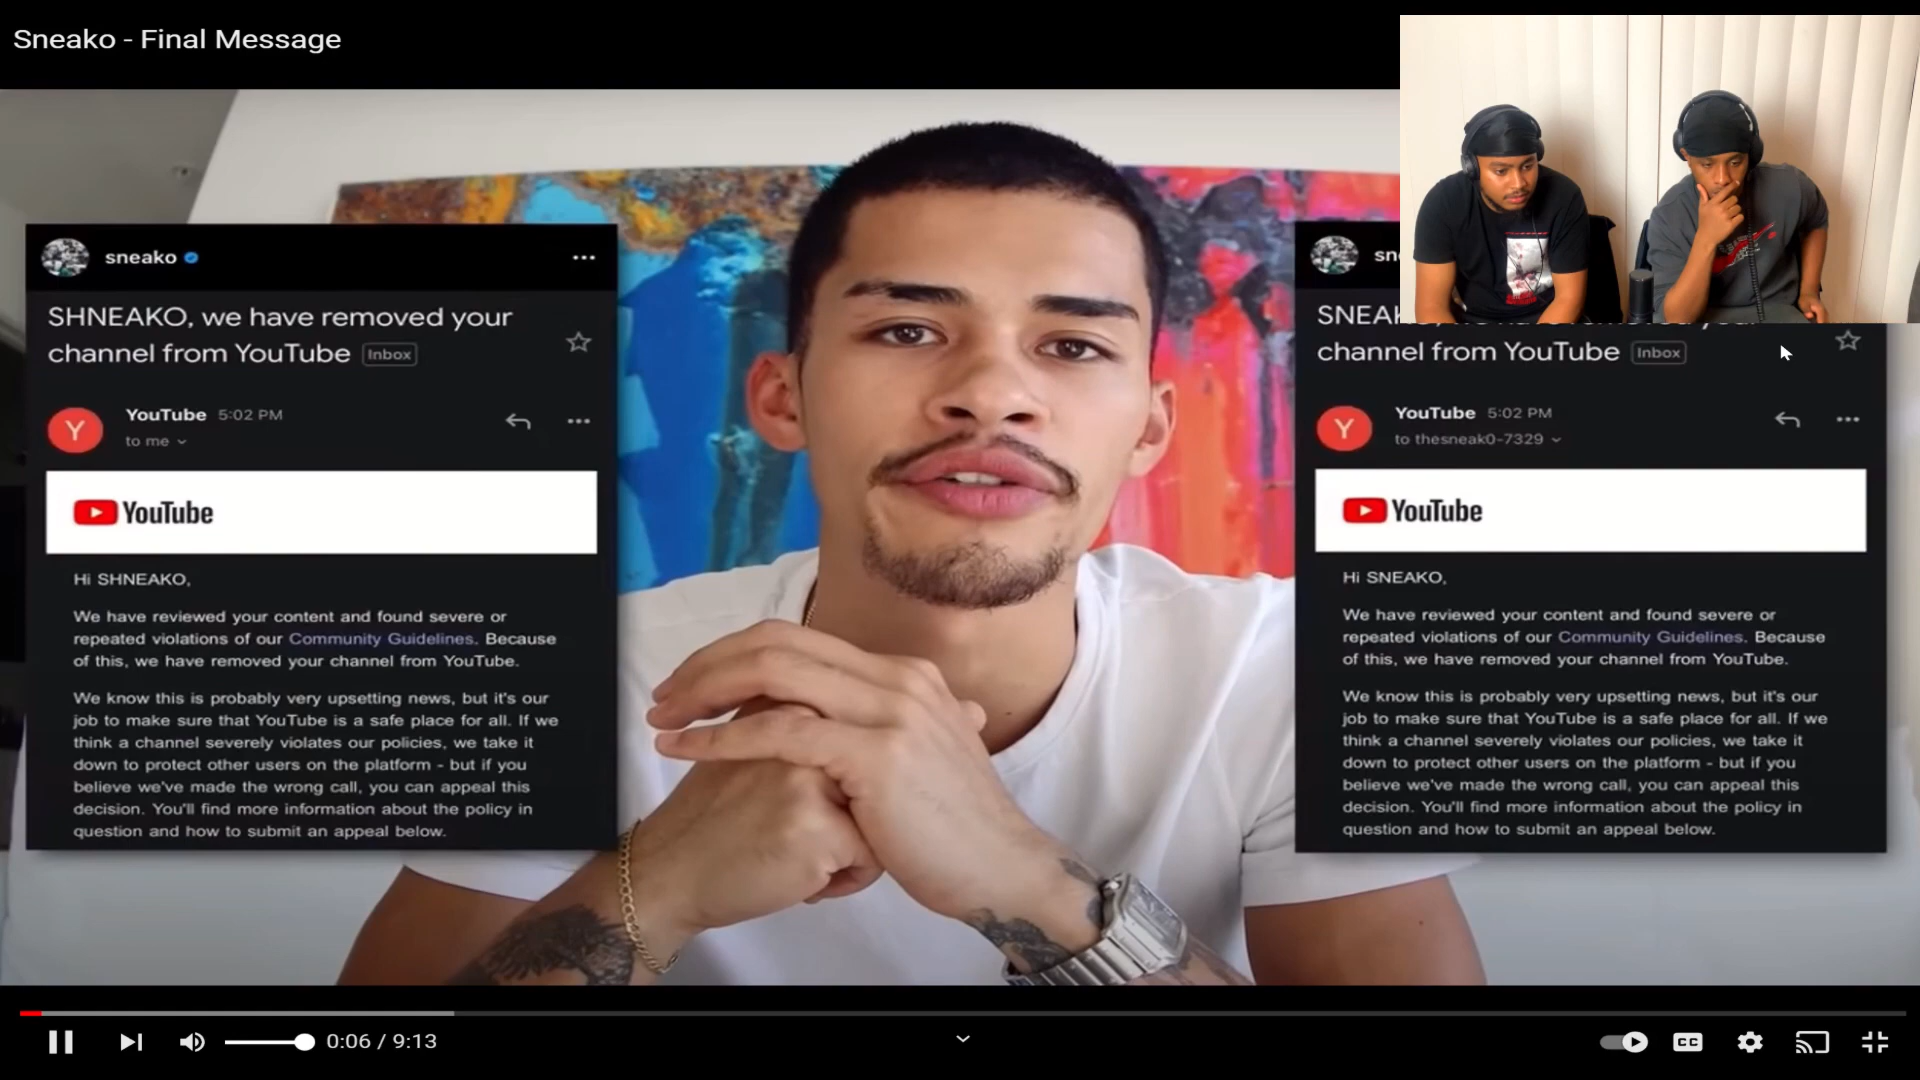 Sneako - Final Message
sneako
SHNEAKO, we have removed your
channel from YouTube Inbox
Y
YouTube 5:02 PM
to me
YouTube
Hi SHNEAKO,
We have reviewed your content and found severe or
repeated violations of our Community Guidelines. Because
of this, we have removed your channel from YouTube.
We know this is probably very upsetting news, but it's our
job to make sure that YouTube is a safe place for all. If we
think a channel severely violates our policies, we take it
down to protect other users on the platform - but if you
believe we've made the wrong call, you can appeal this
decision. You'll find more information about the policy in
question and how to submit an appeal below.
channel from YouTube Inbox
Y
YouTube 5:02 PM
to thesneak0-7329
YouTube
Hi SNEAKO,
We have reviewed your content and found severe or
repeated violations of our Community Guidelines. Because
of this, we have removed your channel from YouTube.
We know this is probably very upsetting news, but it's our
job to make sure that YouTube is a safe place for all. If we
think a channel severely violates our policies, we take it
down to protect other users on the platform - but if you
believe we've made the wrong call, you can appeal this
decision. You'll find more information about the policy in
question and how to submit an appeal below.
0:06 / 9:13
CC